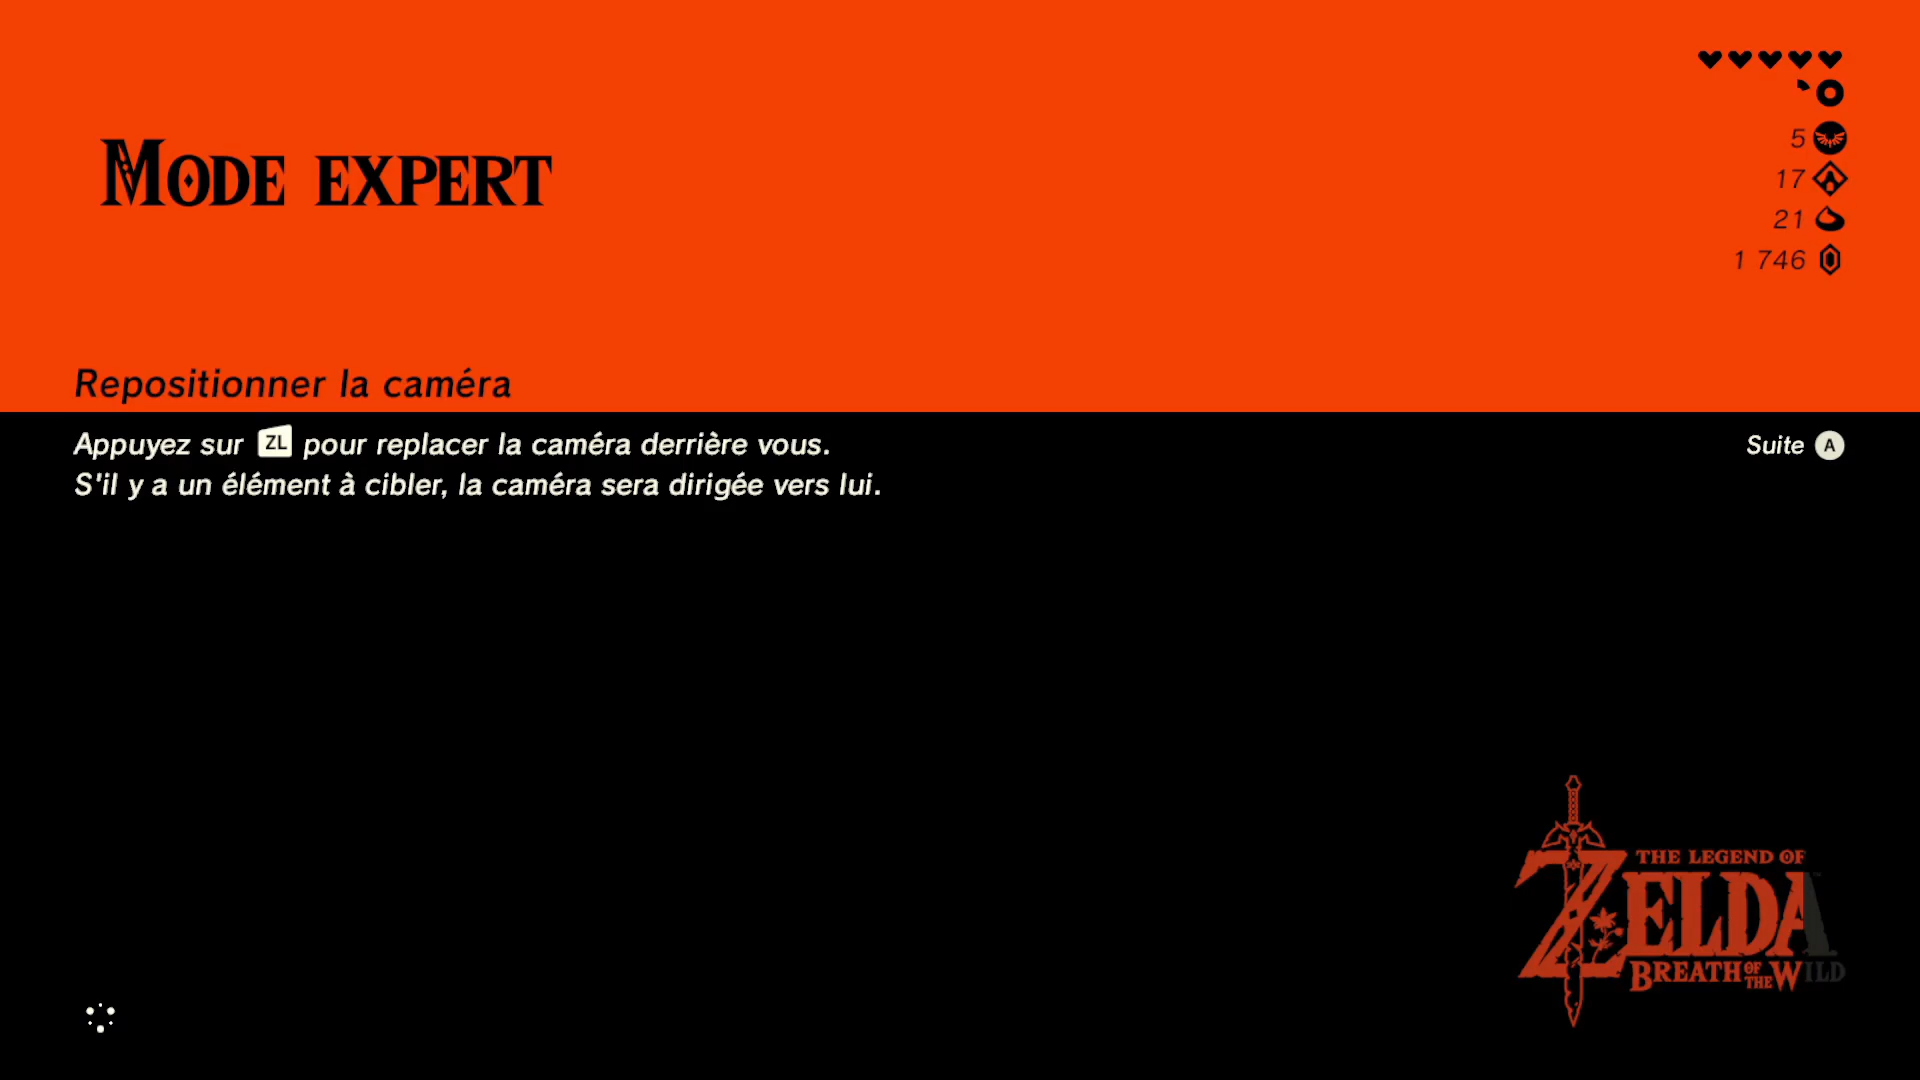 Mode expert
5
17
21
1 746
Repositionner la caméra
Appuyez sur ZL pour replacer la caméra derrière vous.
S'il y a un élément à cibler, la caméra sera dirigée vers lui.
Suite A
THE LEGEND OF
ZELDA
BREATH OF THE WILD